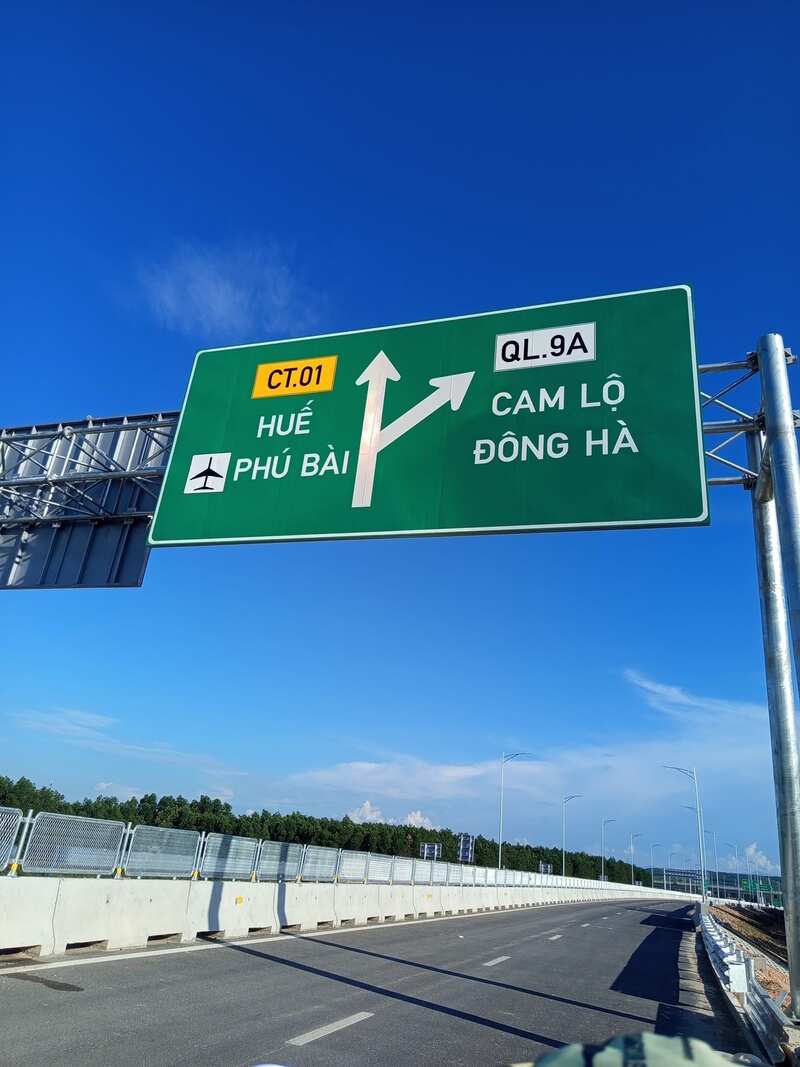 CT.01
HUẾ
PHÚ BÀI
QL.9A
CAM LỘ
ĐÔNG HÀ